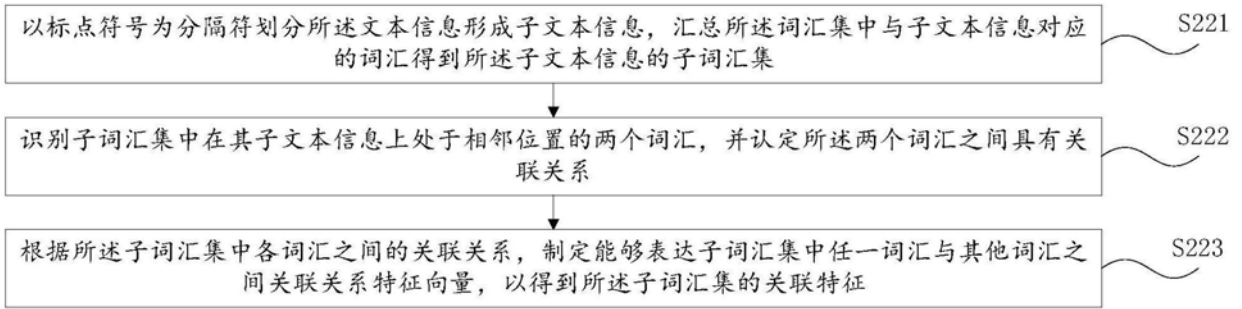 以标点符号为分隔符划分所述文本信息形成子文本信息，汇总所述词汇集中与子文本信息对应
的词汇得到所述子文本信息的子词汇集
S221
识别子词汇集中在其子文本信息上处于相邻位置的两个词汇，并认定所述两个词汇之间具有关
联关系
S222
根据所述子词汇集中各词汇之间的关联关系，制定能够表达子词汇集中任一词汇与其他词汇之
间关联关系特征向量，以得到所述子词汇集的关联特征
S223